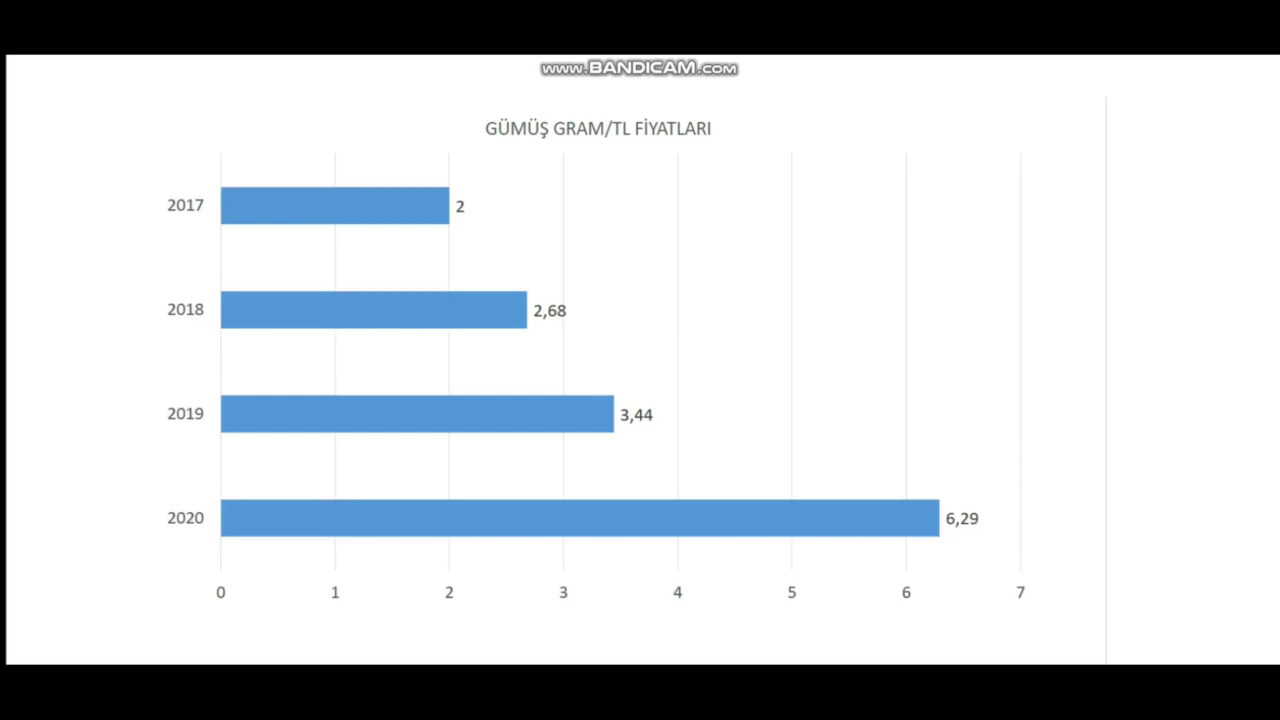 www.BANDICAM.com
GÜMÜŞ GRAM/TL FİYATLARI
2017 2
2018 2,68
2019 3,44
2020 6,29
0 1 2 3 4 5 6 7